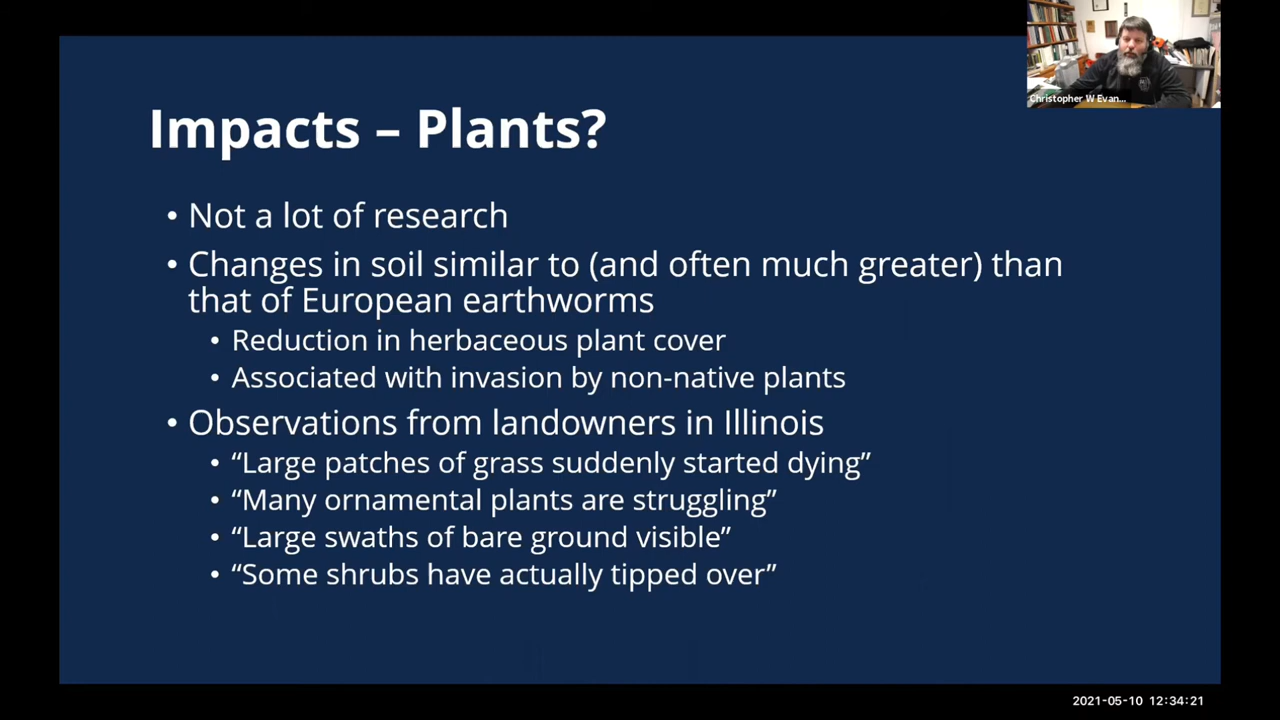 Christopher W Evan...
Impacts – Plants?
• Not a lot of research
• Changes in soil similar to (and often much greater) than
that of European earthworms
• Reduction in herbaceous plant cover
• Associated with invasion by non-native plants
• Observations from landowners in Illinois
• “Large patches of grass suddenly started dying”
• “Many ornamental plants are struggling”
• “Large swaths of bare ground visible”
• “Some shrubs have actually tipped over”
2021-05-10 12:34:21